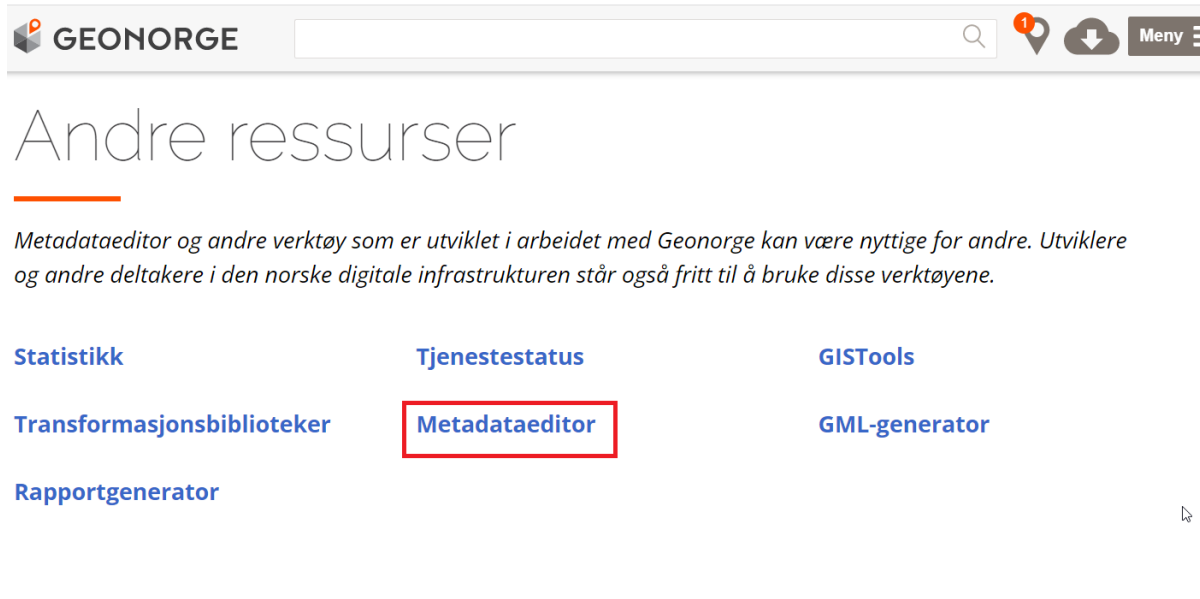 GEONORGE
1
Meny
Andre ressurser
Metadataeditor og andre verktøy som er utviklet i arbeidet med Geonorge kan være nyttige for andre. Utviklere
og andre deltakere i den norske digitale infrastrukturen står også fritt til å bruke disse verktøyene.
Statistikk
Tjenestestatus
GISTools
Transformasjonsbiblioteker
Metadataeditor
GML-generator
Rapportgenerator